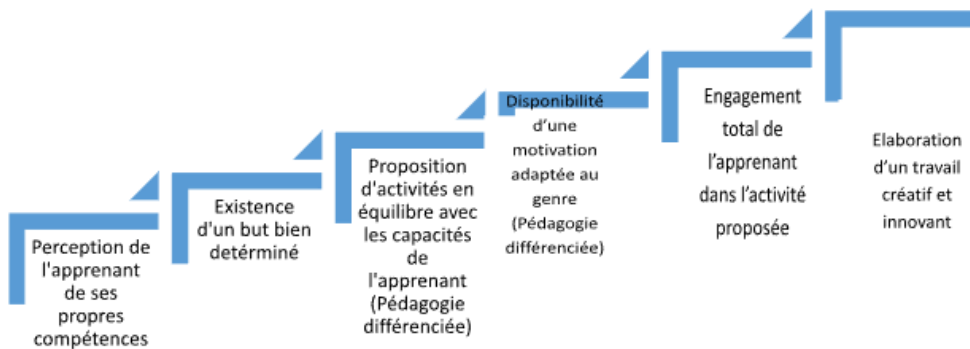 Perception de
l'apprenant
de ses
propres
compétences
Existence
d'un but bien
detérminé
Proposition
d'activités en
équilibre avec
les capacités
de
l'apprenant
(Pédagogie
différenciée)
Disponibilité
d'une
motivation
adaptée au
genre
(Pédagogie
différenciée)
Engagement
total de
l'apprenant
dans l'activité
proposée
Elaboration
d'un travail
créatif et
innovant